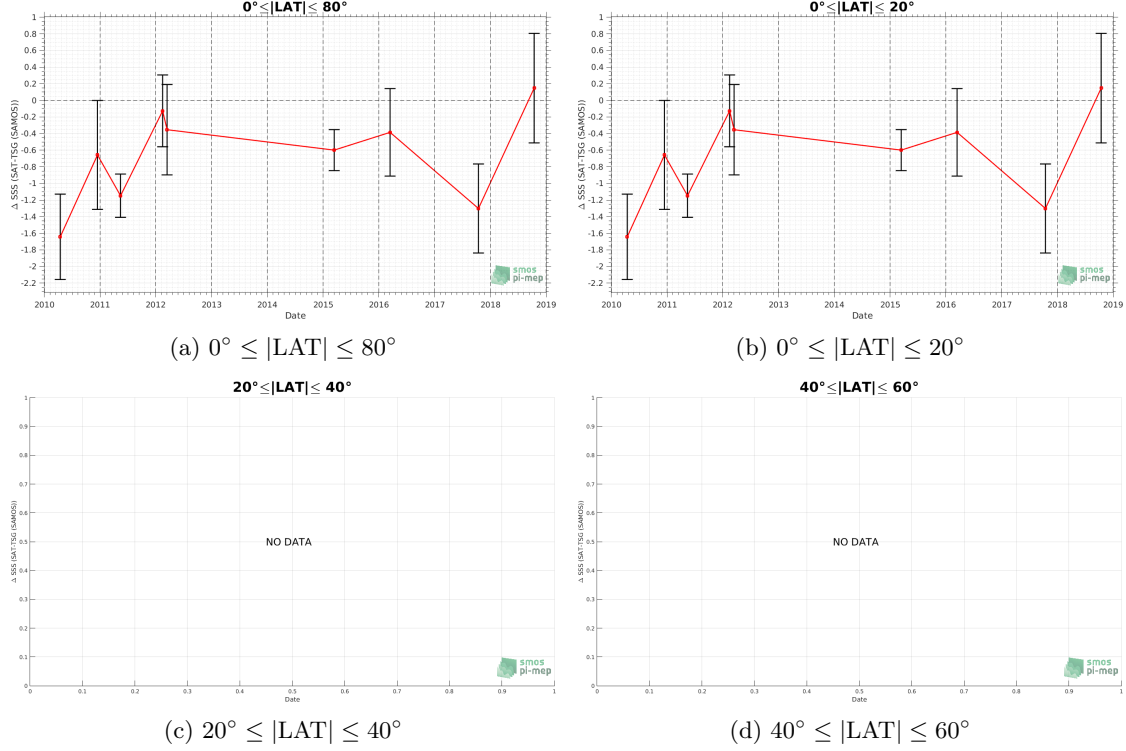 0°≤|LAT|≤ 80°
1
0.8
0.6
0.4
0.2
0
-0.2
-0.4
-0.6
-0.8
-1
-1.2
-1.4
-1.6
-1.8
-2
-2.2
Δ SSS (SAT-TSG (SAMOS))
2010 2011 2012 2013 2014 2015 2016 2017 2018 2019
Date
smos
pi-mep
(a) 0° ≤ |LAT| ≤ 80°
0°≤|LAT|≤ 20°
1
0.8
0.6
0.4
0.2
0
-0.2
-0.4
-0.6
-0.8
-1
-1.2
-1.4
-1.6
-1.8
-2
-2.2
Δ SSS (SAT-TSG (SAMOS))
2010 2011 2012 2013 2014 2015 2016 2017 2018 2019
Date
smos
pi-mep
(b) 0° ≤ |LAT| ≤ 20°
20°≤|LAT|≤ 40°
1
0.9
0.8
0.7
0.6
0.5
0.4
0.3
0.2
0.1
0
Δ SSS (SAT-TSG (SAMOS))
NO DATA
0 0.1 0.2 0.3 0.4 0.5 0.6 0.7 0.8 0.9 1
Date
smos
pi-mep
(c) 20° ≤ |LAT| ≤ 40°
40°≤|LAT|≤ 60°
1
0.9
0.8
0.7
0.6
0.5
0.4
0.3
0.2
0.1
0
Δ SSS (SAT-TSG (SAMOS))
NO DATA
0 0.1 0.2 0.3 0.4 0.5 0.6 0.7 0.8 0.9 1
Date
smos
pi-mep
(d) 40° ≤ |LAT| ≤ 60°